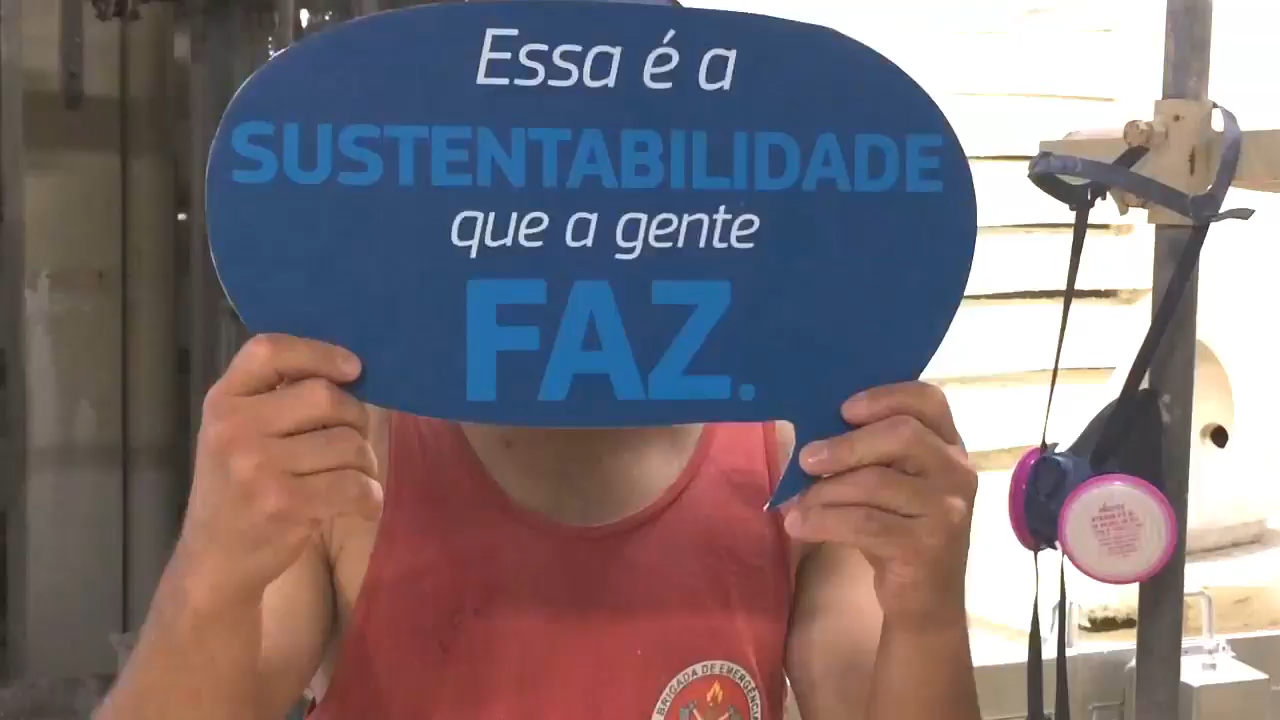 Essa é a
SUSTENTABILIDADE
que a gente
FAZ.
BRIGADA DE EMERGÊNCIA